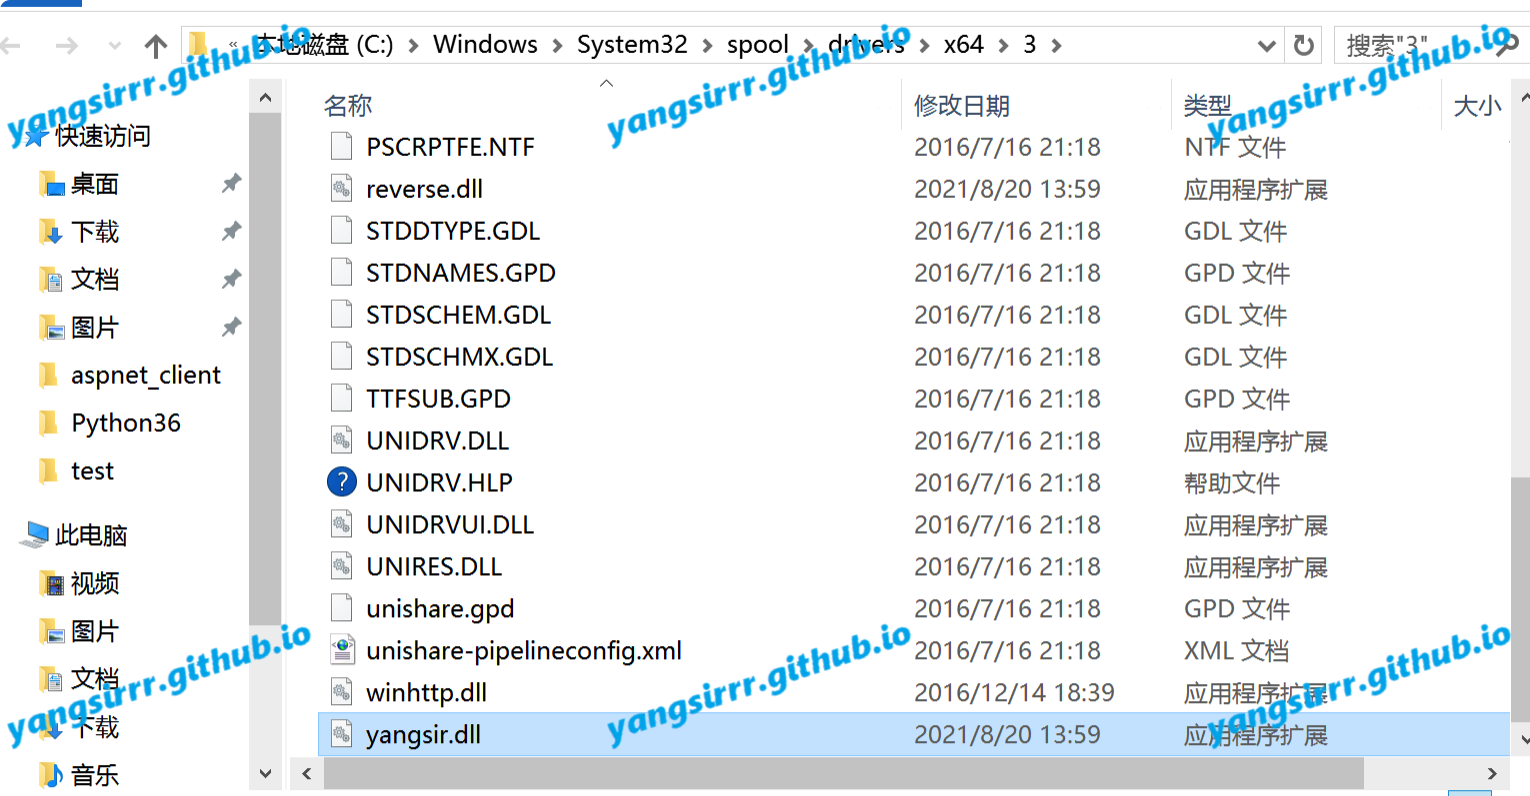 « 本地磁盘 (C:) > Windows > System32 > spool > drivers > x64 > 3 >
搜索"3"
yangsirrr.github.io
yangsirrr.github.io
yangsirrr.github.io
快速访问
桌面
下载
文档
图片
aspnet_client
Python36
test
此电脑
视频
图片
文档
下载
音乐
名称 修改日期 类型 大小
PSCRPTFE.NTF 2016/7/16 21:18 NTF 文件
reverse.dll 2021/8/20 13:59 应用程序扩展
STDDTYPE.GDL 2016/7/16 21:18 GDL 文件
STDNAMES.GPD 2016/7/16 21:18 GPD 文件
STDSCHEM.GDL 2016/7/16 21:18 GDL 文件
STDSCHMX.GDL 2016/7/16 21:18 GDL 文件
TTFSUB.GPD 2016/7/16 21:18 GPD 文件
UNIDRV.DLL 2016/7/16 21:18 应用程序扩展
UNIDRV.HLP 2016/7/16 21:18 帮助文件
UNIDRVUI.DLL 2016/7/16 21:18 应用程序扩展
UNIRES.DLL 2016/7/16 21:18 应用程序扩展
unishare.gpd 2016/7/16 21:18 GPD 文件
unishare-pipelineconfig.xml 2016/7/16 21:18 XML 文档
winhttp.dll 2016/12/14 18:39 应用程序扩展
yangsir.dll 2021/8/20 13:59 应用程序扩展
yangsirrr.github.io
yangsirrr.github.io
yangsirrr.github.io